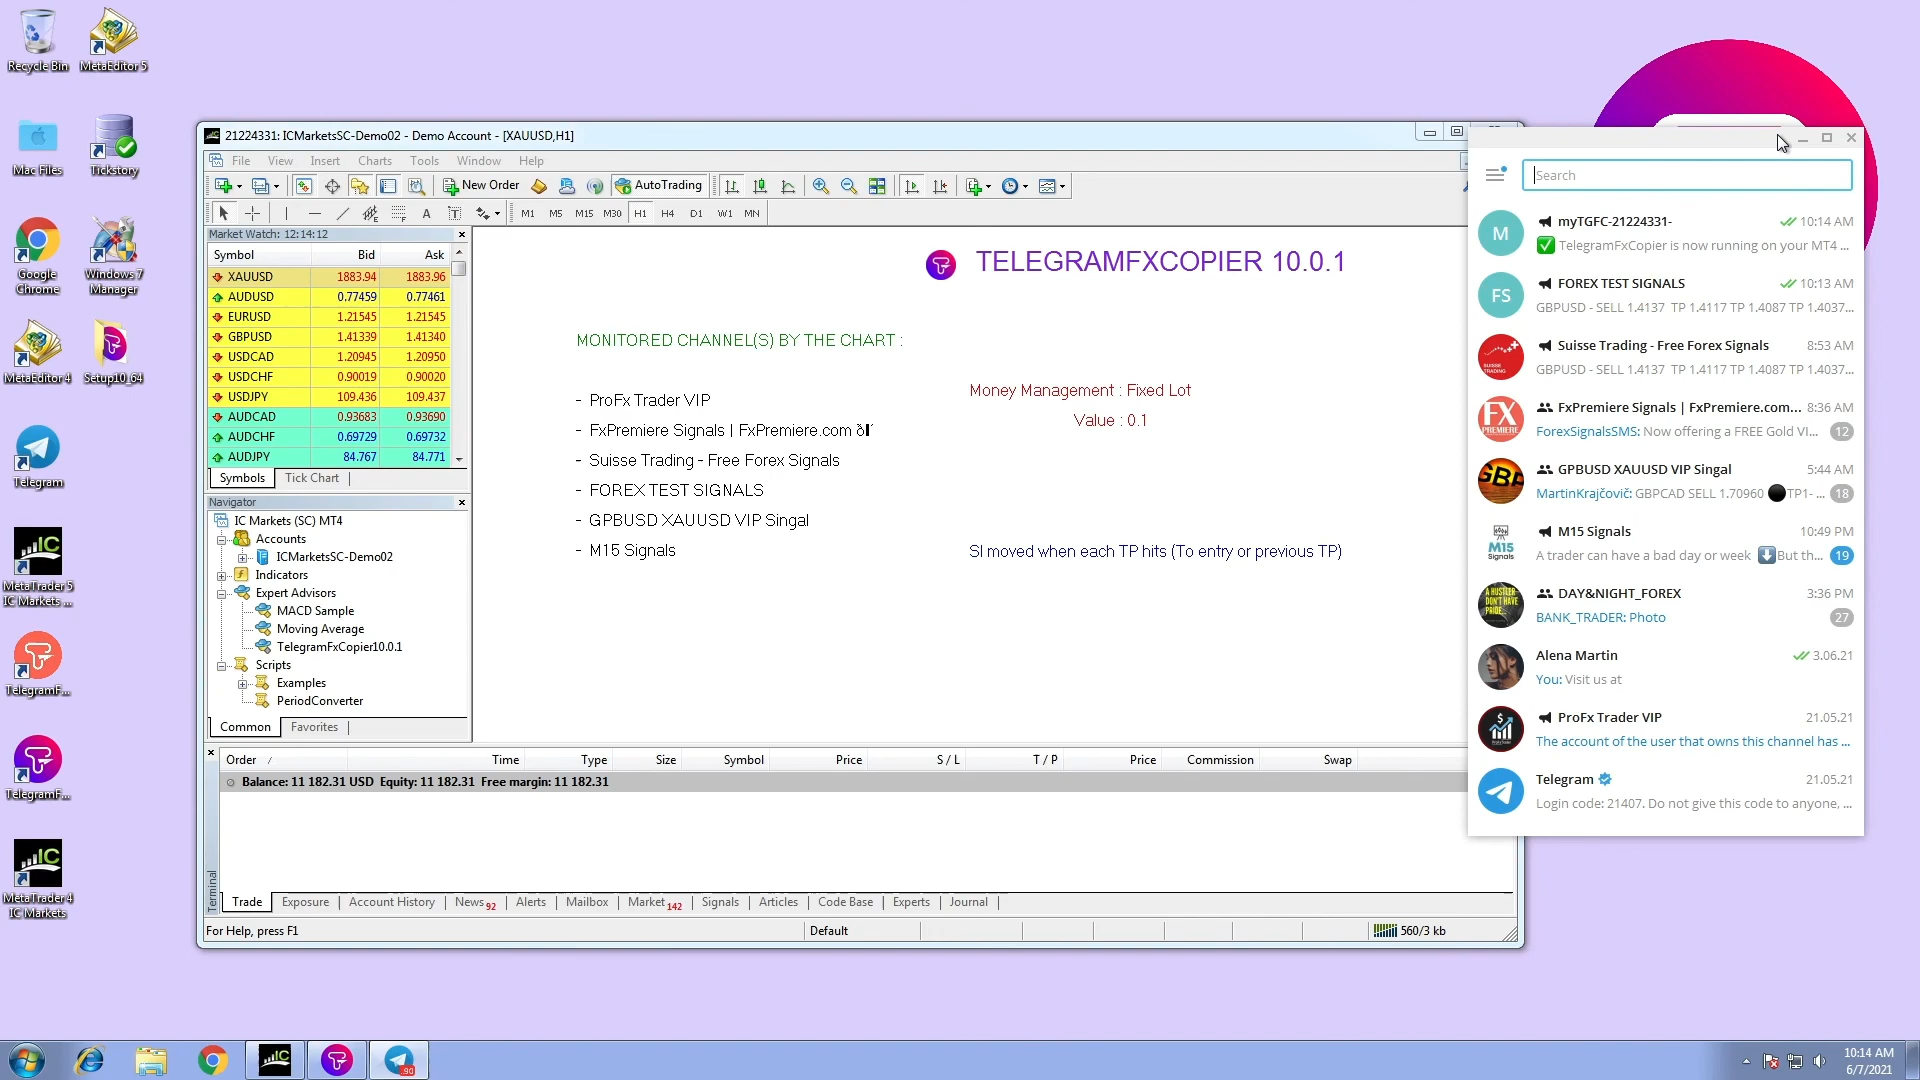 Recycle Bin
MetaEditor 5
Mac Files
Tickstory
Google
Chrome
Windows 7
Manager
MetaEditor 4
Setup10_64
Telegram
MetaTrader 5
IC Markets ...
TelegramF...
TelegramF...
MetaTrader 4
IC Markets
21224331: ICMarketsSC-Demo02 - Demo Account - [XAUUSD,H1]
File View Insert Charts Tools Window Help
New Order AutoTrading
A T M1 M5 M15 M30 H1 H4 D1 W1 MN
Market Watch: 12:14:12
Symbol Bid Ask
XAUUSD 1883.94 1883.96
AUDUSD 0.77459 0.77461
EURUSD 1.21545 1.21545
GBPUSD 1.41339 1.41340
USDCAD 1.20945 1.20950
USDCHF 0.90019 0.90020
USDJPY 109.436 109.437
AUDCAD 0.93683 0.93690
AUDCHF 0.69729 0.69732
AUDJPY 84.767 84.771
Symbols Tick Chart
Navigator
IC Markets (SC) MT4
Accounts
ICMarketsSC-Demo02
Indicators
Expert Advisors
MACD Sample
Moving Average
TelegramFxCopier10.0.1
Scripts
Examples
PeriodConverter
Common Favorites
TELEGRAMFXCOPIER 10.0.1
MONITORED CHANNEL(S) BY THE CHART :
- ProFx Trader VIP
- FxPremiere Signals | FxPremiere.com
- Suisse Trading - Free Forex Signals
- FOREX TEST SIGNALS
- GPBUSD XAUUSD VIP Singal
- M15 Signals
Money Management : Fixed Lot
Value : 0.1
Sl moved when each TP hits (To entry or previous TP)
Order / Time Type Size Symbol Price S / L T / P Price Commission Swap
Balance: 11 182.31 USD Equity: 11 182.31 Free margin: 11 182.31
Terminal
Trade Exposure Account History News 92 Alerts Mailbox Market 142 Signals Articles Code Base Experts Journal
For Help, press F1 Default 560/3 kb
Search
M
myTGFC-21224331- 10:14 AM
TelegramFxCopier is now running on your MT4 ...
FS
FOREX TEST SIGNALS 10:13 AM
GBPUSD - SELL 1.4137 TP 1.4117 TP 1.4087 TP 1.4037...
SUISSE
TRADING
Suisse Trading - Free Forex Signals 8:53 AM
GBPUSD - SELL 1.4137 TP 1.4117 TP 1.4087 TP 1.4037...
FX
PREMIERE
FxPremiere Signals | FxPremiere.com... 8:36 AM
ForexSignalsSMS: Now offering a FREE Gold VI... 12
GBP
GPBUSD XAUUSD VIP Singal 5:44 AM
MartinKrajčovič: GBPCAD SELL 1.70960 TP1- ... 18
M15
Signals
M15 Signals 10:49 PM
A trader can have a bad day or week But th... 19
A HUSTLER
DON'T HAVE
PRIDE
DAY&NIGHT_FOREX 3:36 PM
BANK_TRADER: Photo 27
Alena Martin 3.06.21
You: Visit us at
ProFx Trader VIP 21.05.21
The account of the user that owns this channel has ...
Telegram 21.05.21
Login code: 21407. Do not give this code to anyone, ...
IC
90
10:14 AM
6/7/2021